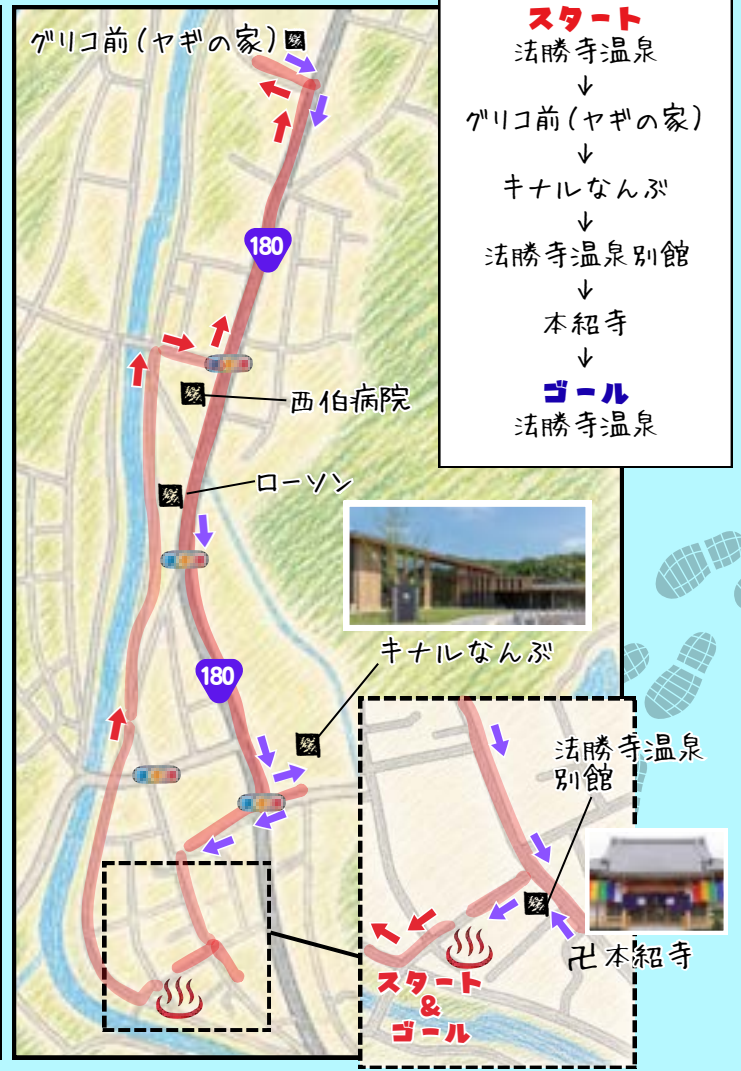 スタート
法勝寺温泉
↓
グリコ前(ヤギの家)
↓
キナルなんぶ
↓
法勝寺温泉別館
↓
本紹寺
↓
ゴール
法勝寺温泉
グリコ前(ヤギの家)
180
西伯病院
ローソン
キナルなんぶ
180
法勝寺温泉
別館
卍本紹寺
スタート
&
ゴール